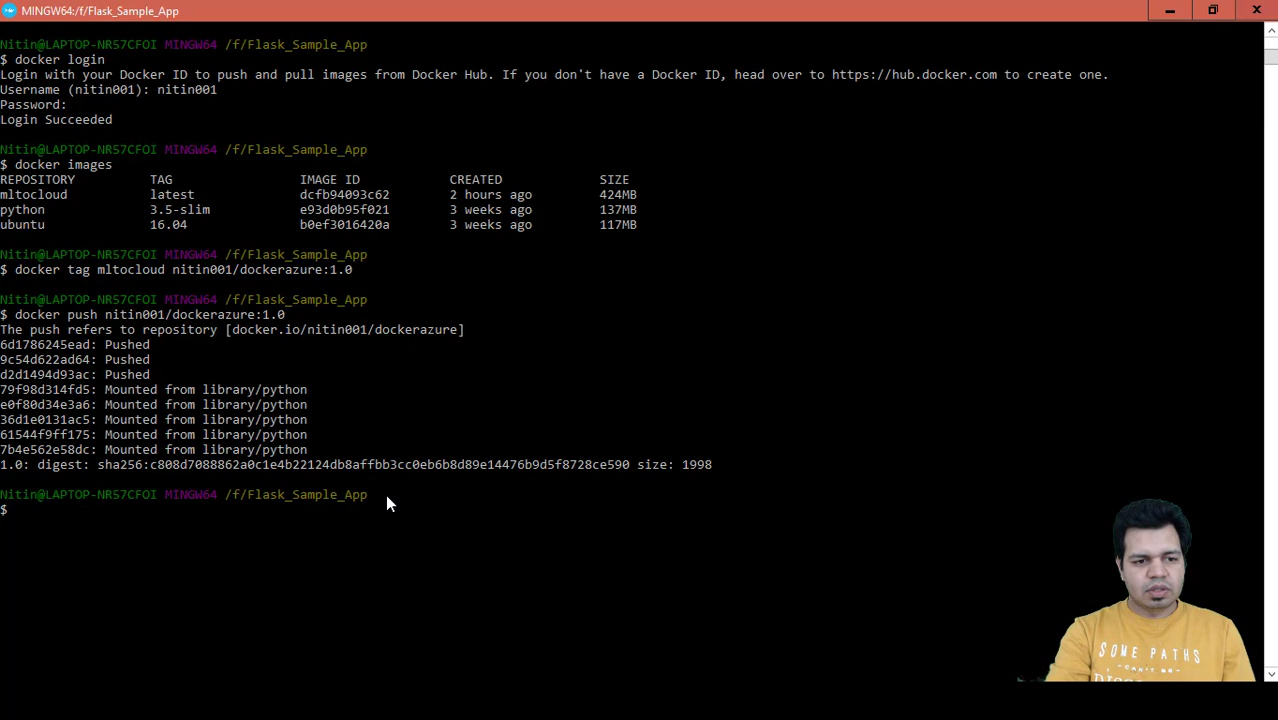 MINGW64:/f/Flask_Sample_App
Nitin@LAPTOP-NR57CFOI MINGW64 /f/Flask_Sample_App
$ docker login
Login with your Docker ID to push and pull images from Docker Hub. If you don't have a Docker ID, head over to https://hub.docker.com to create one.
Username (nitin001): nitin001
Password:
Login Succeeded
Nitin@LAPTOP-NR57CFOI MINGW64 /f/Flask_Sample_App
$ docker images
REPOSITORY TAG IMAGE ID CREATED SIZE
mltocloud latest dcfb94093c62 2 hours ago 424MB
python 3.5-slim e93d0b95f021 3 weeks ago 137MB
ubuntu 16.04 b0ef3016420a 3 weeks ago 117MB
Nitin@LAPTOP-NR57CFOI MINGW64 /f/Flask_Sample_App
$ docker tag mltocloud nitin001/dockerazure:1.0
Nitin@LAPTOP-NR57CFOI MINGW64 /f/Flask_Sample_App
$ docker push nitin001/dockerazure:1.0
The push refers to repository [docker.io/nitin001/dockerazure]
6d1786245ead: Pushed
9c54d622ad64: Pushed
d2d1494d93ac: Pushed
79f98d314fd5: Mounted from library/python
e0f80d34e3a6: Mounted from library/python
36d1e0131ac5: Mounted from library/python
61544f9ff175: Mounted from library/python
7b4e562e58dc: Mounted from library/python
1.0: digest: sha256:c808d7088862a0c1e4b22124db8affbb3cc0eb6b8d89e14476b9d5f8728ce590 size: 1998
Nitin@LAPTOP-NR57CFOI MINGW64 /f/Flask_Sample_App
$
SOME PATHS